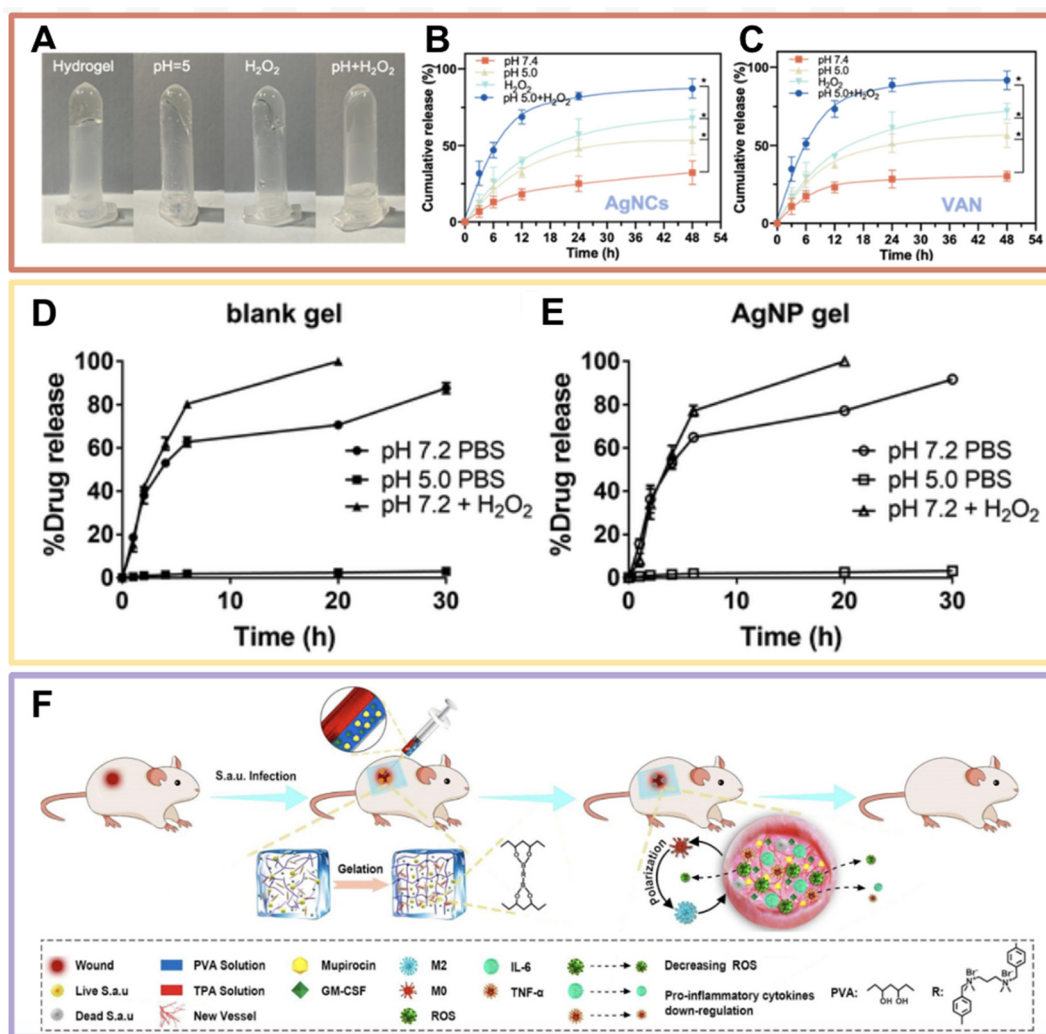 A
Hydrogel
pH=5
H₂O₂
pH+H₂O₂
B
Cumulative release (%)
100
50
0
pH 7.4
pH 5.0
H₂O₂
pH 5.0+H₂O₂
*
*
*
AgNCs
0 6 12 18 24 30 36 42 48 54
Time (h)
C
Cumulative release (%)
100
50
0
pH 7.4
pH 5.0
H₂O₂
pH 5.0+H₂O₂
*
*
*
VAN
0 6 12 18 24 30 36 42 48 54
Time (h)
D
blank gel
%Drug release
100
80
60
40
20
0
pH 7.2 PBS
pH 5.0 PBS
pH 7.2 + H₂O₂
0 10 20 30
Time (h)
E
AgNP gel
%Drug release
100
80
60
40
20
0
pH 7.2 PBS
pH 5.0 PBS
pH 7.2 + H₂O₂
0 10 20 30
Time (h)
F
S.a.u. Infection
Gelation
Polarization
Wound
PVA Solution
Mupirocin
M2
IL-6
Decreasing ROS
Live S.a.u
TPA Solution
GM-CSF
M0
TNF-α
Pro-inflammatory cokines
down-regulation
Dead S.a.u
New Vessel
ROS
PVA:
OH OH
R:
Br⁻
Br⁻